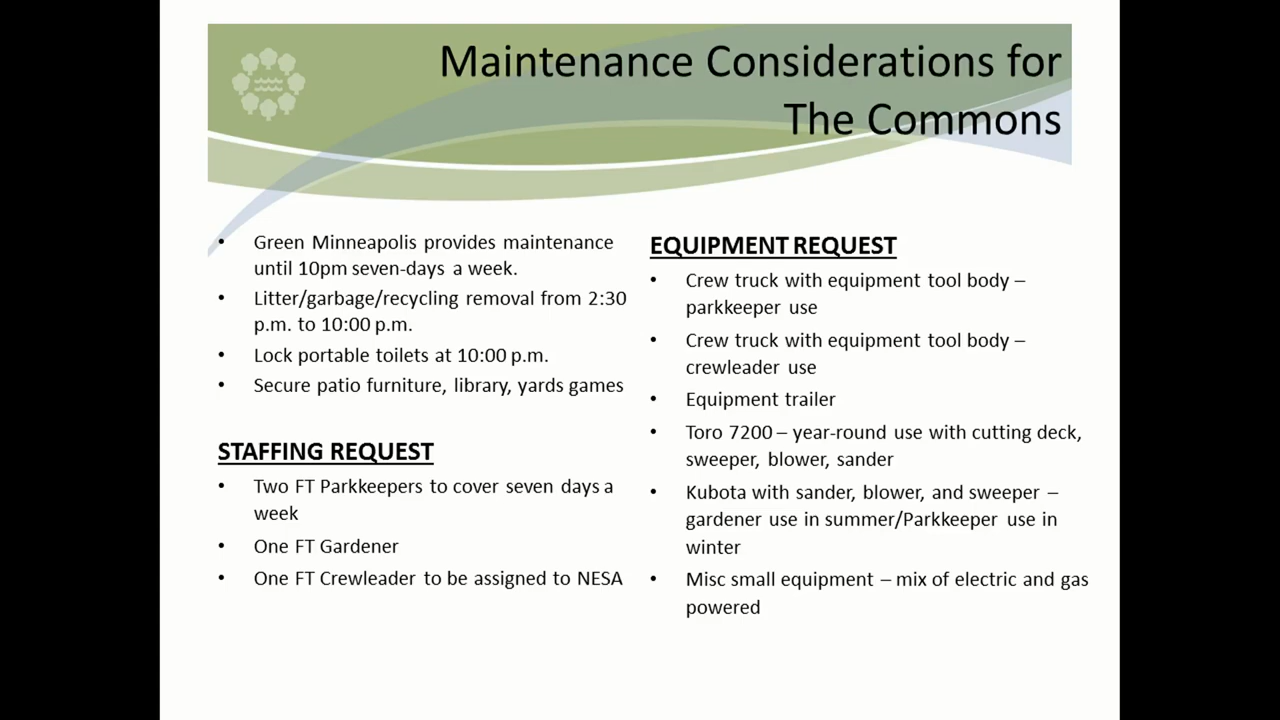 Maintenance Considerations for
The Commons
• Green Minneapolis provides maintenance
until 10pm seven-days a week.
• Litter/garbage/recycling removal from 2:30
p.m. to 10:00 p.m.
• Lock portable toilets at 10:00 p.m.
• Secure patio furniture, library, yards games
STAFFING REQUEST
• Two FT Parkkeepers to cover seven days a
week
• One FT Gardener
• One FT Crewleader to be assigned to NESA
EQUIPMENT REQUEST
• Crew truck with equipment tool body –
parkkeeper use
• Crew truck with equipment tool body –
crewleader use
• Equipment trailer
• Toro 7200 – year-round use with cutting deck,
sweeper, blower, sander
• Kubota with sander, blower, and sweeper –
gardener use in summer/Parkkeeper use in
winter
• Misc small equipment – mix of electric and gas
powered